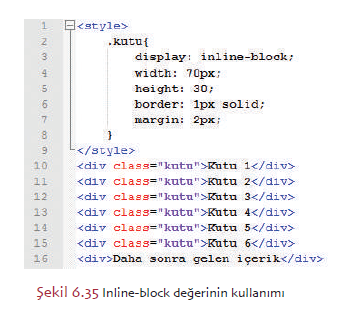 1 <style>
2 .kutu{
3 display: inline-block;
4 width: 70px;
5 height: 30;
6 border: 1px solid;
7 margin: 2px;
8 }
9 </style>
10 <div class="kutu">Kutu 1</div>
11 <div class="kutu">Kutu 2</div>
12 <div class="kutu">Kutu 3</div>
13 <div class="kutu">Kutu 4</div>
14 <div class="kutu">Kutu 5</div>
15 <div class="kutu">Kutu 6</div>
16 <div>Daha sonra gelen içerik</div>
Şekil 6.35 Inline-block değerinin kullanımı